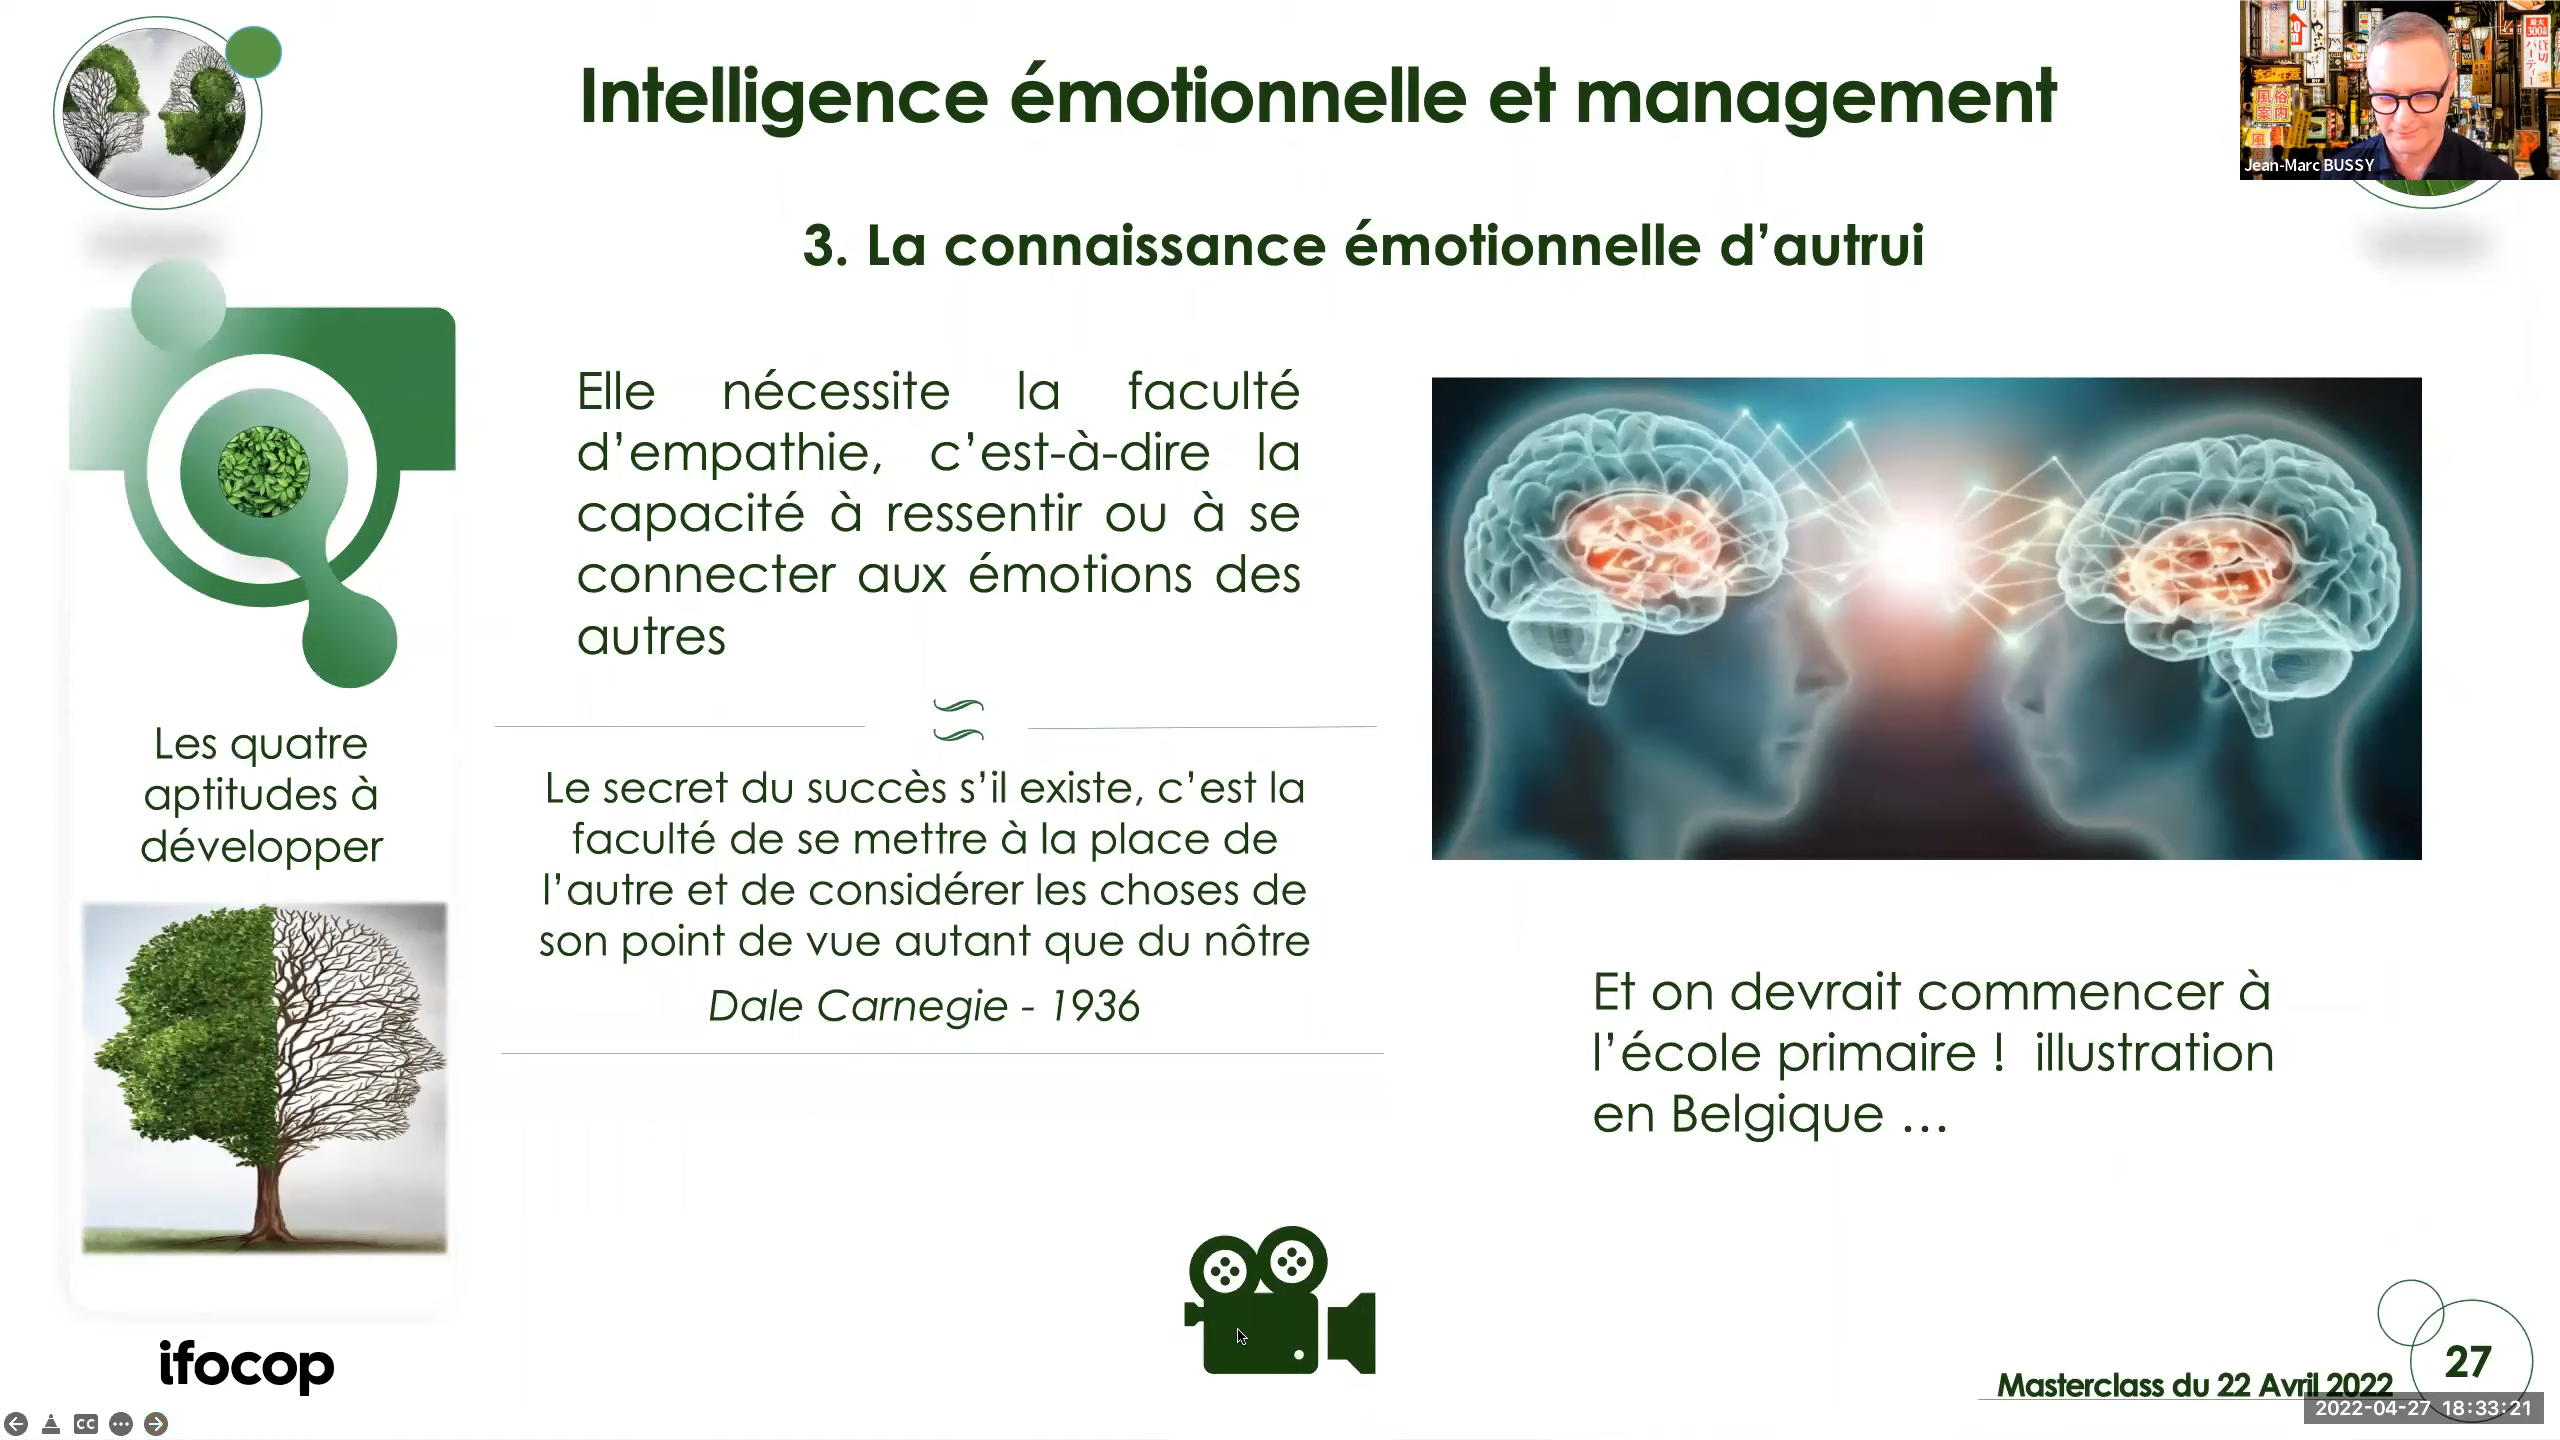 Intelligence émotionnelle et management
Jean-Marc BUSSY
3. La connaissance émotionnelle d’autrui
Elle nécessite la faculté
d’empathie, c’est-à-dire la
capacité à ressentir ou à se
connecter aux émotions des
autres
Les quatre
aptitudes à
développer
Le secret du succès s’il existe, c’est la
faculté de se mettre à la place de
l’autre et de considérer les choses de
son point de vue autant que du nôtre
Dale Carnegie - 1936
Et on devrait commencer à
l’école primaire !  illustration
en Belgique …
ifocop
Masterclass du 22 Avril 2022
27
CC
2022-04-27 18:33:21